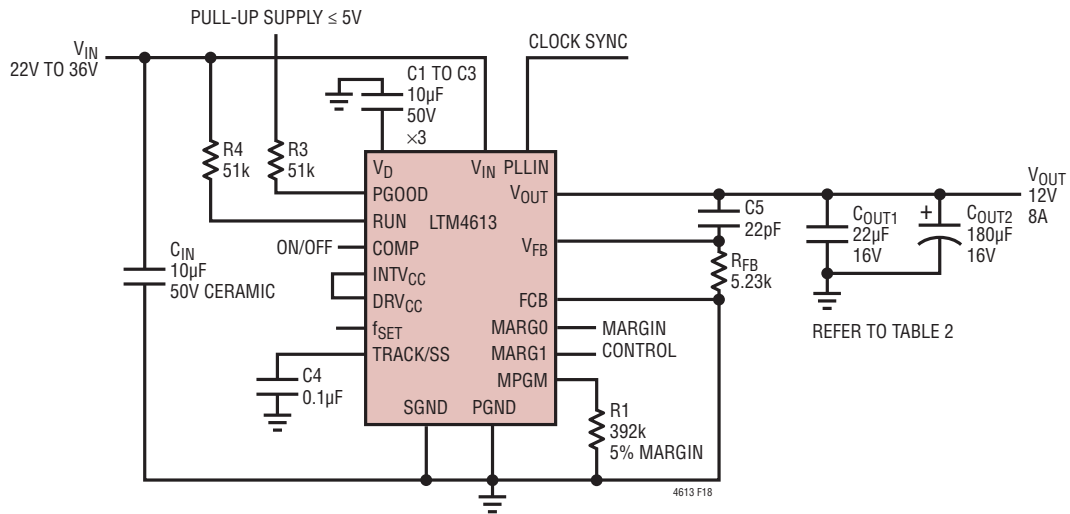 PULL-UP SUPPLY ≤ 5V
VIN
22V TO 36V
CLOCK SYNC
C1 TO C3
10µF
50V
×3
R4
51k
R3
51k
VD
VIN
PLLIN
PGOOD
VOUT
RUN
LTM4613
ON/OFF
COMP
VFB
INTVCC
DRVCC
FCB
fSET
MARG0
MARGIN
TRACK/SS
MARG1
CONTROL
MPGM
SGND
PGND
CIN
10µF
50V CERAMIC
C4
0.1µF
C5
22pF
RFB
5.23k
COUT1
22µF
16V
+
COUT2
180µF
16V
VOUT
12V
8A
REFER TO TABLE 2
R1
392k
5% MARGIN
4613 F18